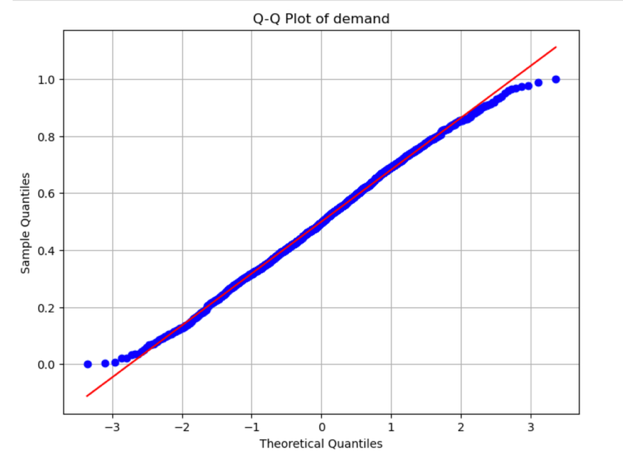 Q-Q Plot of demand
1.0
0.8
0.6
0.4
0.2
0.0
Sample Quantiles
−3 −2 −1 0 1 2 3
Theoretical Quantiles